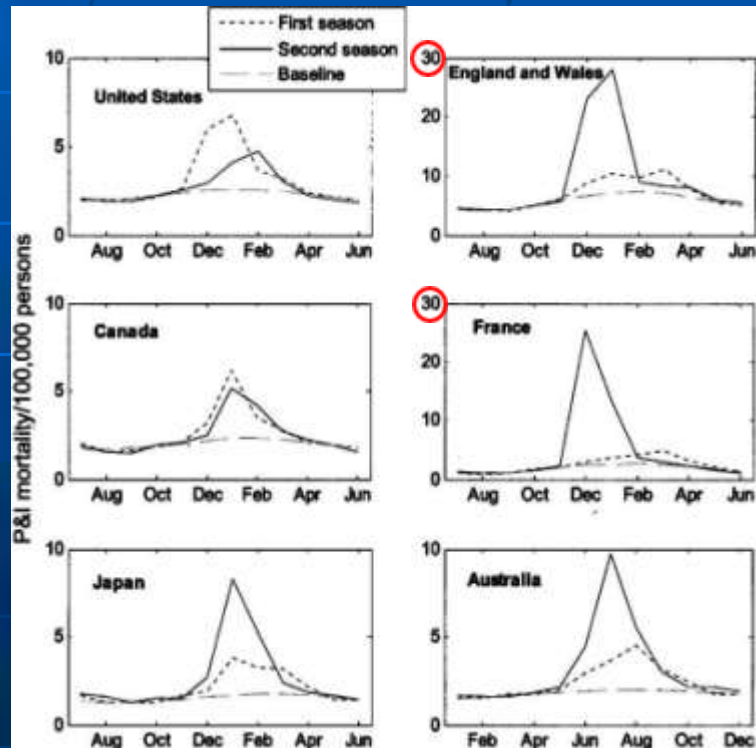 First season
Second season
Baseline
P&I mortality/100,000 persons
United States
10
5
0
Aug Oct Dec Feb Apr Jun
England and Wales
30
20
10
0
Aug Oct Dec Feb Apr Jun
Canada
10
5
0
Aug Oct Dec Feb Apr Jun
France
30
20
10
0
Aug Oct Dec Feb Apr Jun
Japan
10
5
0
Aug Oct Dec Feb Apr Jun
Australia
10
5
0
Feb Apr Jun Aug Oct Dec